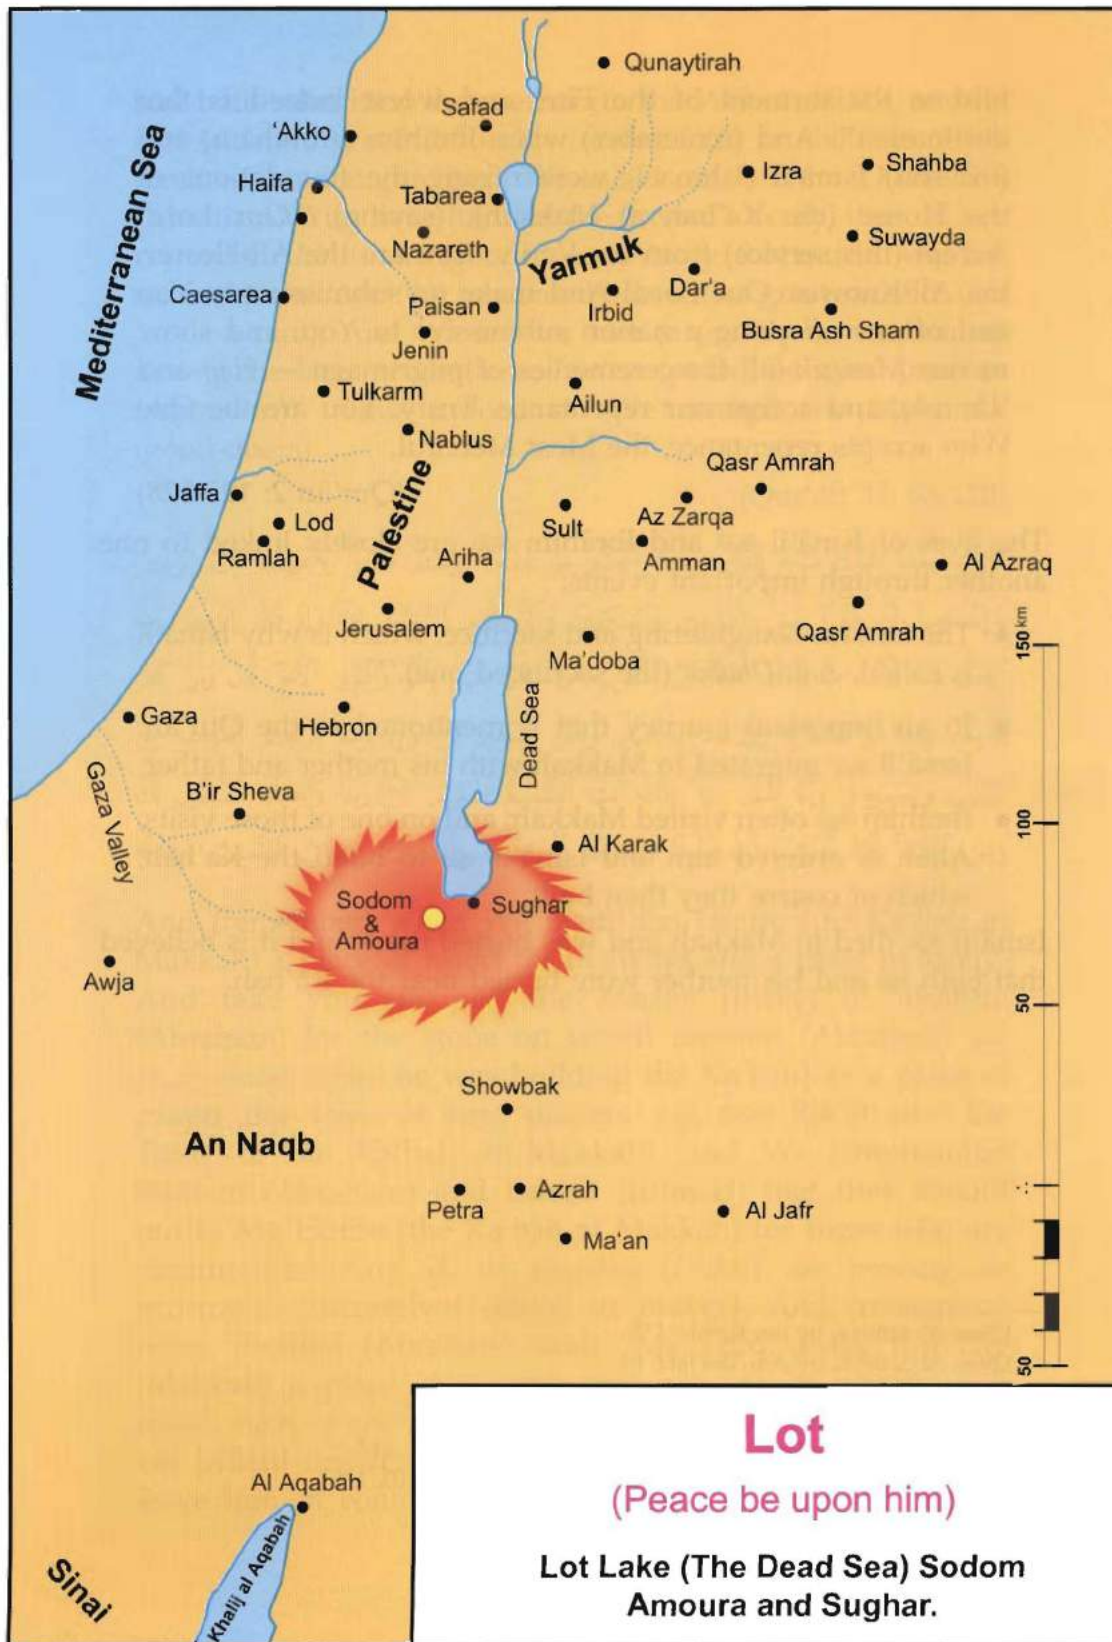 Qunaytirah
Safad
'Akko
Shahba
Izra
Haifa
Tabarea
Mediterranean Sea
Nazareth
Suwayda
Yarmuk
Dar'a
Caesarea
Paisan
Irbid
Busra Ash Sham
Jenin
Tulkarm
Ailun
Nablus
Qasr Amrah
Jaffa
Palestine
Lod
Sult
Az Zarqa
Ramlah
Ariha
Amman
Al Azraq
Jerusalem
Qasr Amrah
Ma'doba
150 km
Gaza
Hebron
Dead Sea
Gaza Valley
B'ir Sheva
100
Al Karak
Sodom
&
Amoura
Sughar
Awja
50
Showbak
An Naqb
Petra
Azrah
Al Jafr
Ma'an
50
Al Aqabah
Khalij al Aqabah
Sinai
Lot
(Peace be upon him)
Lot Lake (The Dead Sea) Sodom
Amoura and Sughar.